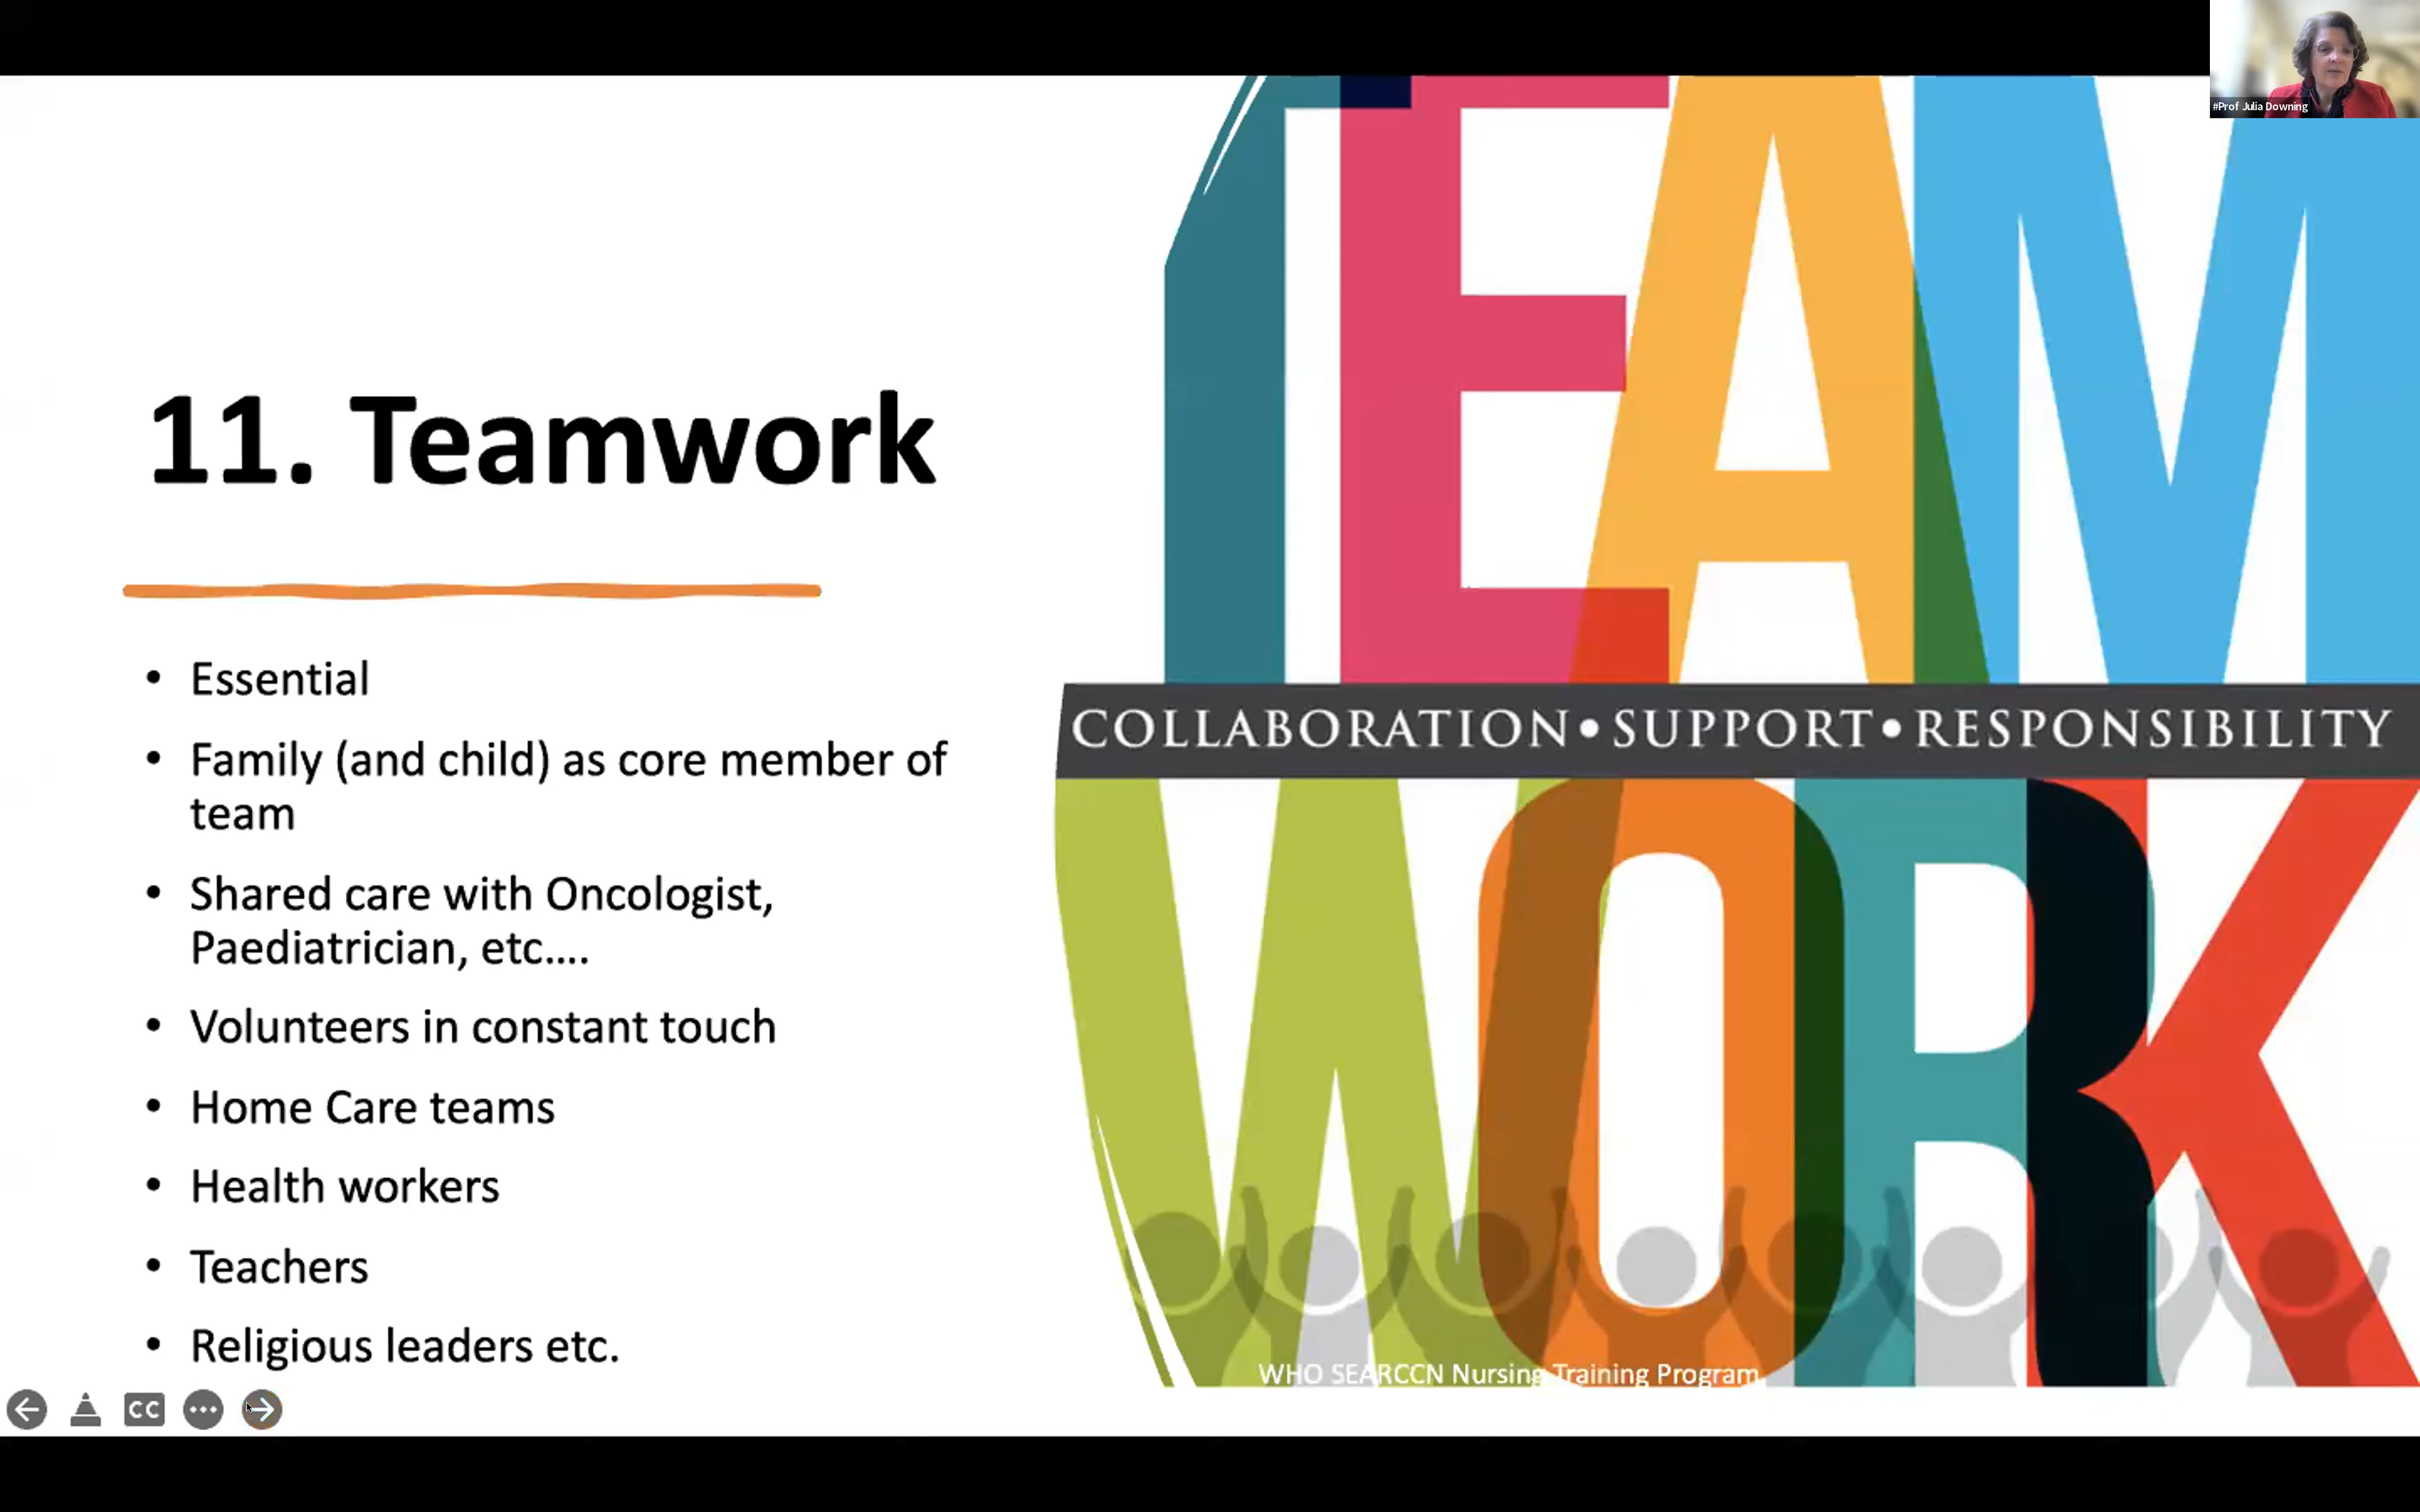 #Prof Julia Downing
11. Teamwork
• Essential
• Family (and child) as core member of
team
• Shared care with Oncologist,
Paediatrician, etc....
• Volunteers in constant touch
• Home Care teams
• Health workers
• Teachers
• Religious leaders etc.
TEAM
COLLABORATION•SUPPORT•RESPONSIBILITY
WORK
WHO SEARCCN Nursing Training Program
CC